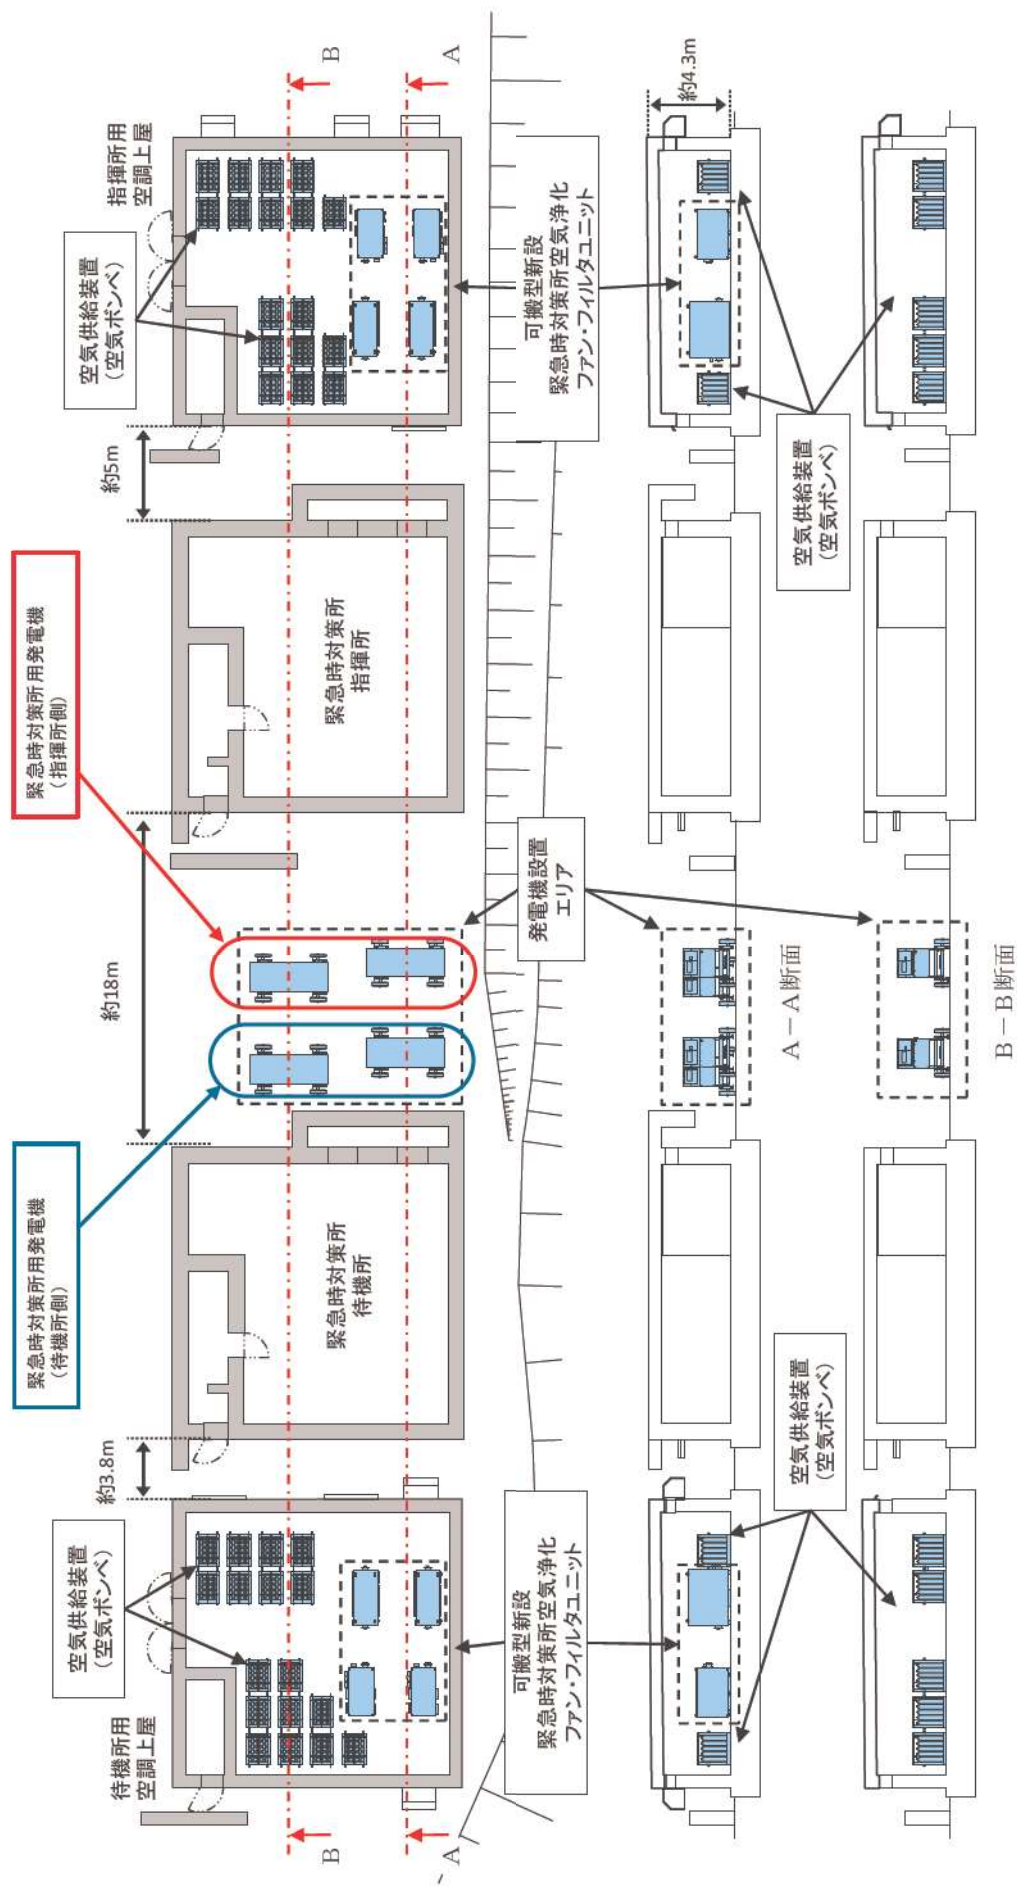 緊急時対策所用発電機
（待機所側）
緊急時対策所用発電機
（指揮所側）
待機所用
空調上屋
空気供給装置
（空気ボンベ）
約3.8m
約18m
約5m
空気供給装置
（空気ボンベ）
指揮所用
空調上屋
B
B
緊急時対策所
待機所
緊急時対策所
指揮所
A
A
可搬型新設
緊急時対策所空気浄化
ファン・フィルタユニット
発電機設置
エリア
可搬型新設
緊急時対策所空気浄化
ファン・フィルタユニット
約4.3m
A－A断面
空気供給装置
（空気ボンベ）
空気供給装置
（空気ボンベ）
B－B断面